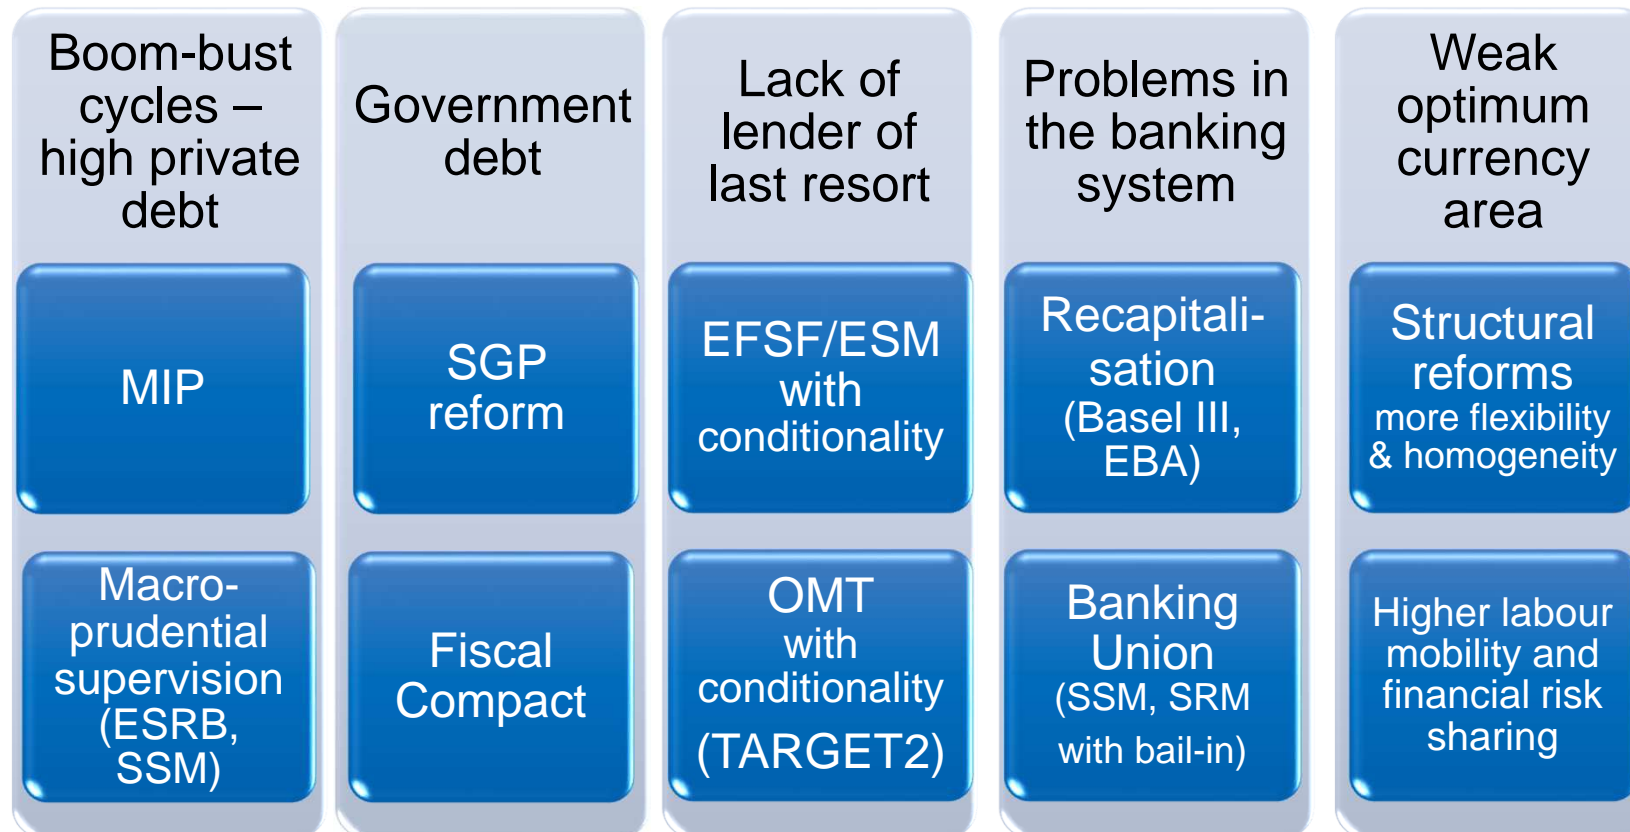 Boom-bust
cycles –
high private
debt
MIP
Macro-
prudential
supervision
(ESRB,
SSM)
Government
debt
SGP
reform
Fiscal
Compact
Lack of
lender of
last resort
EFSF/ESM
with
conditionality
OMT
with
conditionality
(TARGET2)
Problems in
the banking
system
Recapitali-
sation
(Basel III,
EBA)
Banking
Union
(SSM, SRM
with bail-in)
Weak
optimum
currency
area
Structural
reforms
more flexibility
& homogeneity
Higher labour
mobility and
financial risk
sharing